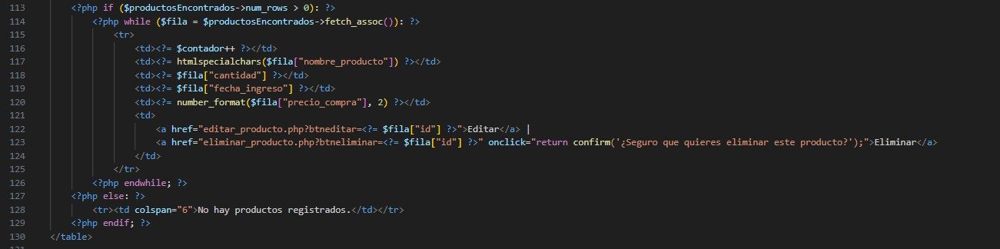 113 <?php if ($productosEncontrados->num_rows > 0): ?>
114 <?php while ($fila = $productosEncontrados->fetch_assoc()): ?>
115 <tr>
116 <td><?= $contador++ ?></td>
117 <td><?= htmlspecialchars($fila["nombre_producto"]) ?></td>
118 <td><?= $fila["cantidad"] ?></td>
119 <td><?= $fila["fecha_ingreso"] ?></td>
120 <td><?= number_format($fila["precio_compra"], 2) ?></td>
121 <td>
122 <a href="editar_producto.php?btneditar=<?= $fila["id"] ?>">Editar</a> |
123 <a href="eliminar_producto.php?btneliminar=<?= $fila["id"] ?>" onclick="return confirm('¿Seguro que quieres eliminar este producto?');">Eliminar</a>
124 </td>
125 </tr>
126 <?php endwhile; ?>
127 <?php else: ?>
128 <tr><td colspan="6">No hay productos registrados.</td></tr>
129 <?php endif; ?>
130 </table>